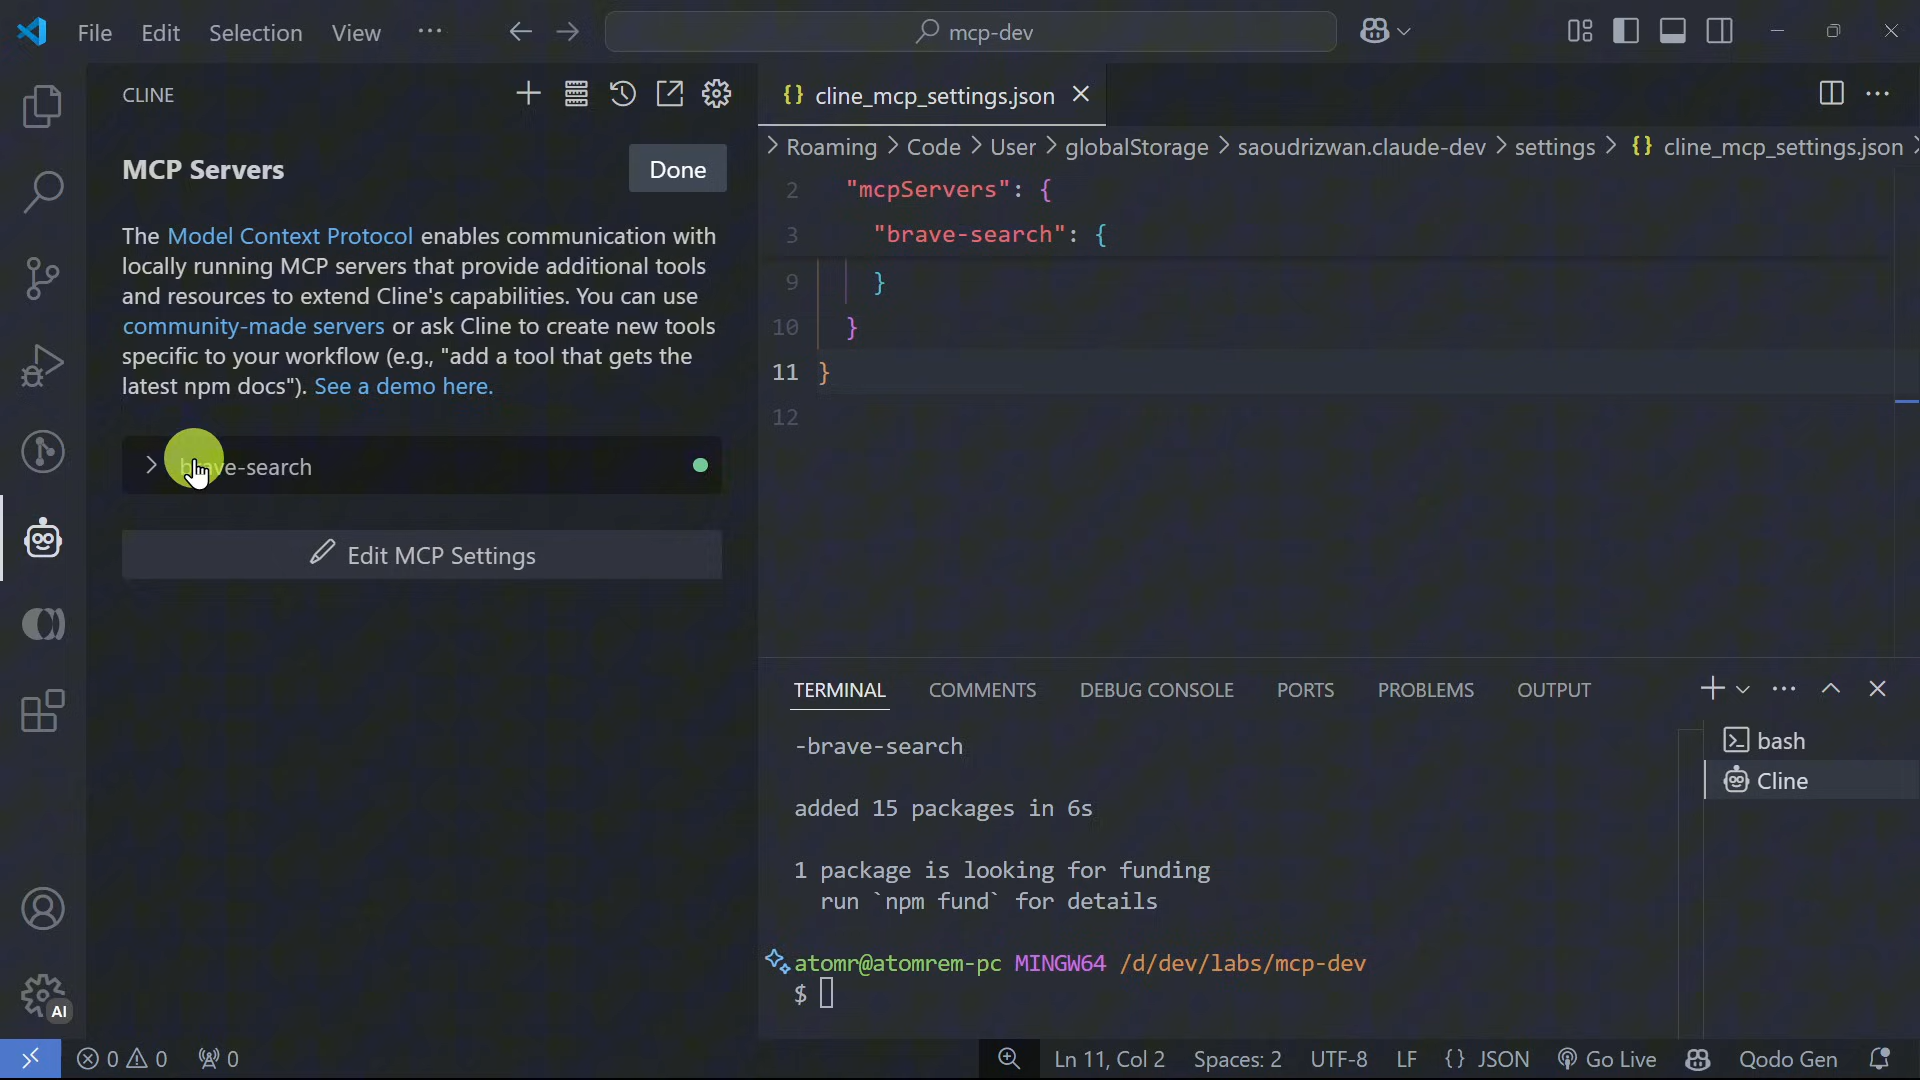 File Edit Selection View ··· mcp-dev
CLINE
MCP Servers
Done
The Model Context Protocol enables communication with
locally running MCP servers that provide additional tools
and resources to extend Cline's capabilities. You can use
community-made servers or ask Cline to create new tools
specific to your workflow (e.g., "add a tool that gets the
latest npm docs"). See a demo here.
brave-search
Edit MCP Settings
AI
{} cline_mcp_settings.json
> Roaming > Code > User > globalStorage > saoudrizwan.claude-dev > settings > {} cline_mcp_settings.json >
2 "mcpServers": {
3 "brave-search": {
9 }
10 }
11 }
12
TERMINAL COMMENTS DEBUG CONSOLE PORTS PROBLEMS OUTPUT
-brave-search
added 15 packages in 6s
1 package is looking for funding
run `npm fund` for details
atomr@atomrem-pc MINGW64 /d/dev/labs/mcp-dev
$
bash
Cline
0 0 0 Ln 11, Col 2 Spaces: 2 UTF-8 LF {} JSON Go Live Qodo Gen